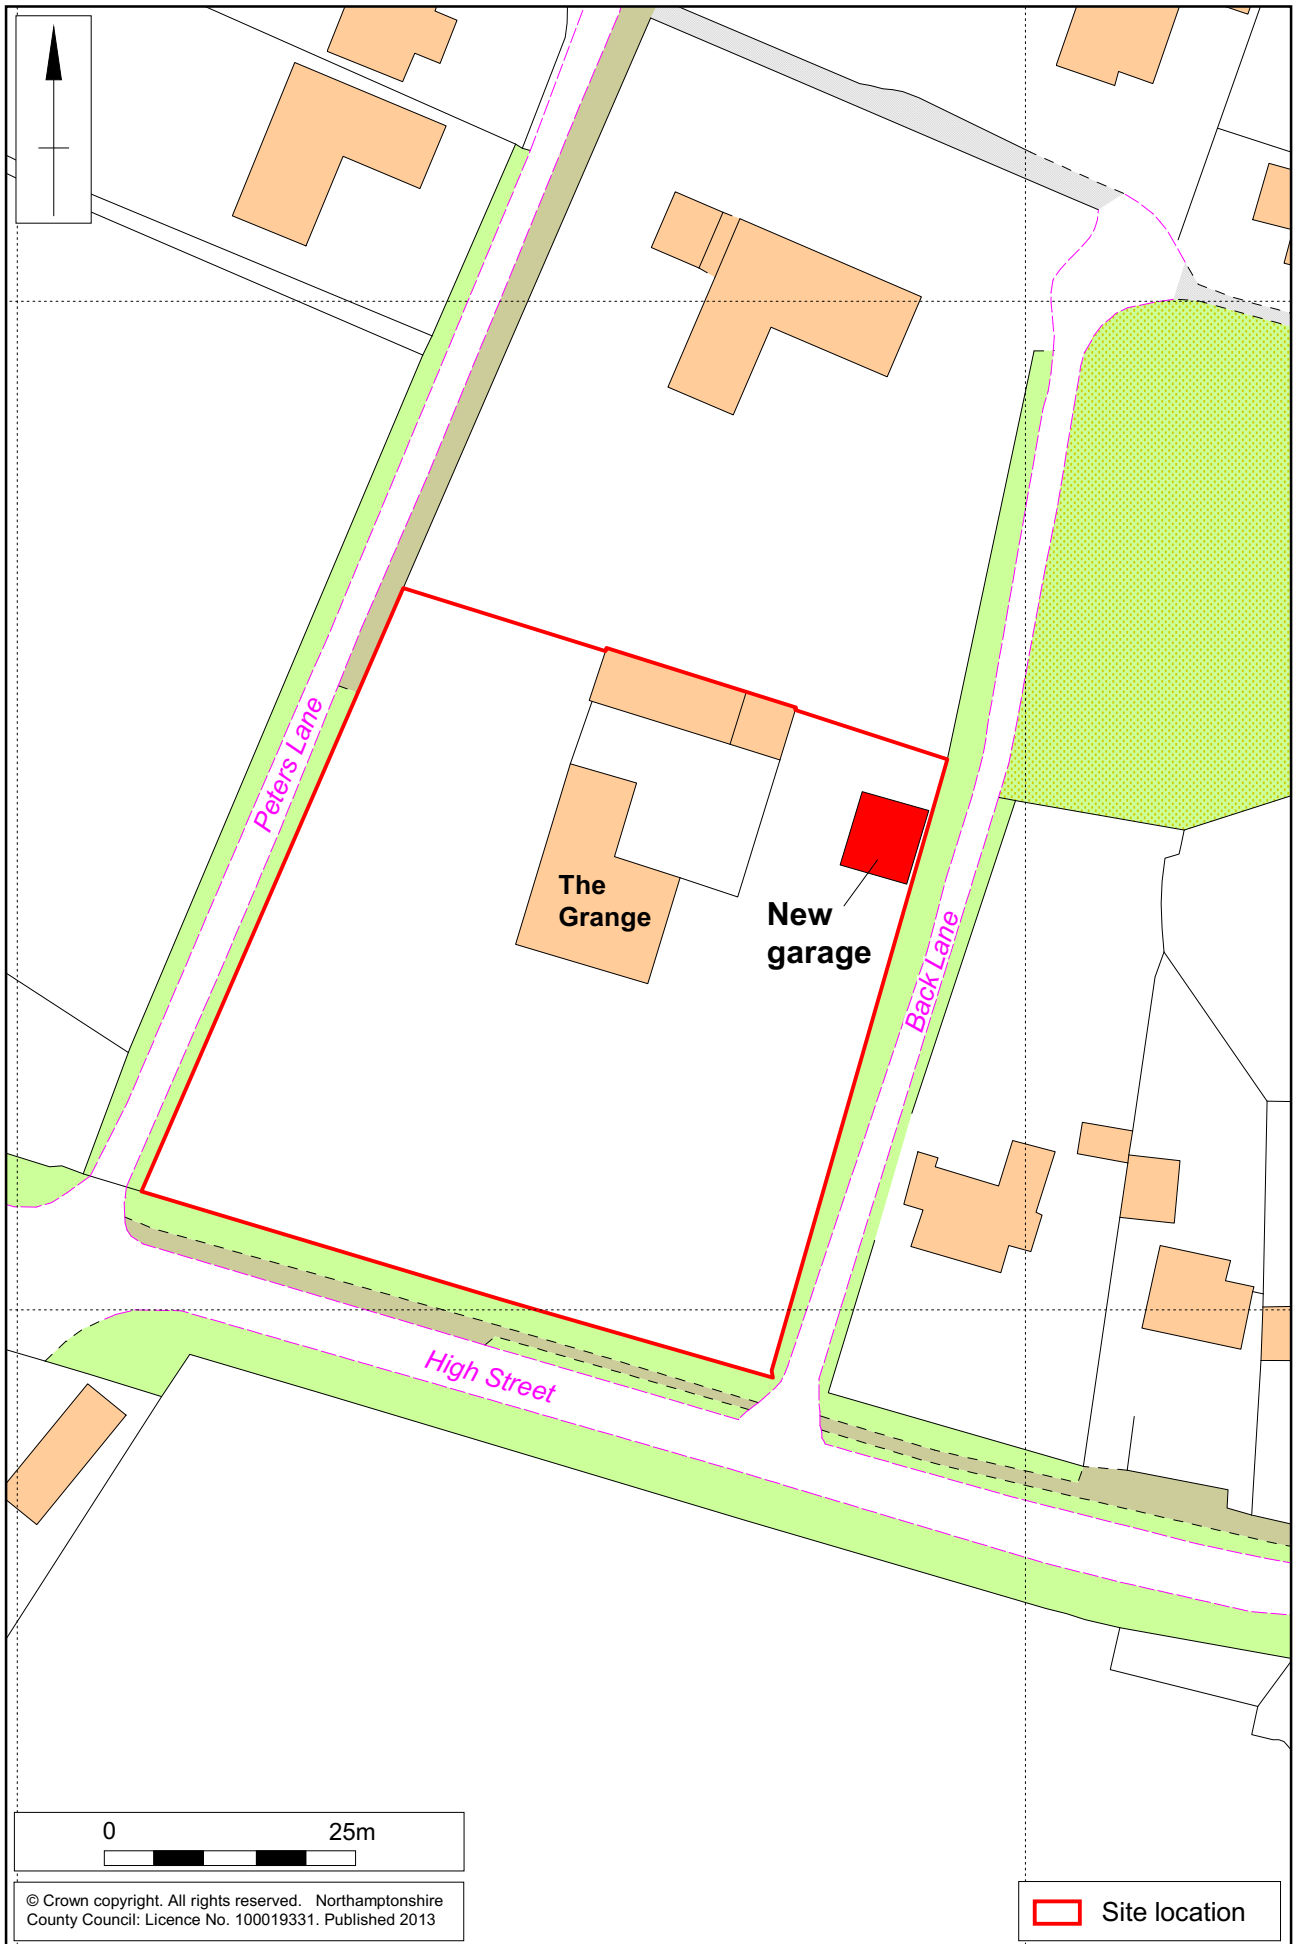 Peters Lane
The
Grange
New
garage
Back Lane
High Street
0 25m
© Crown copyright. All rights reserved. Northamptonshire
County Council: Licence No. 100019331. Published 2013
Site location